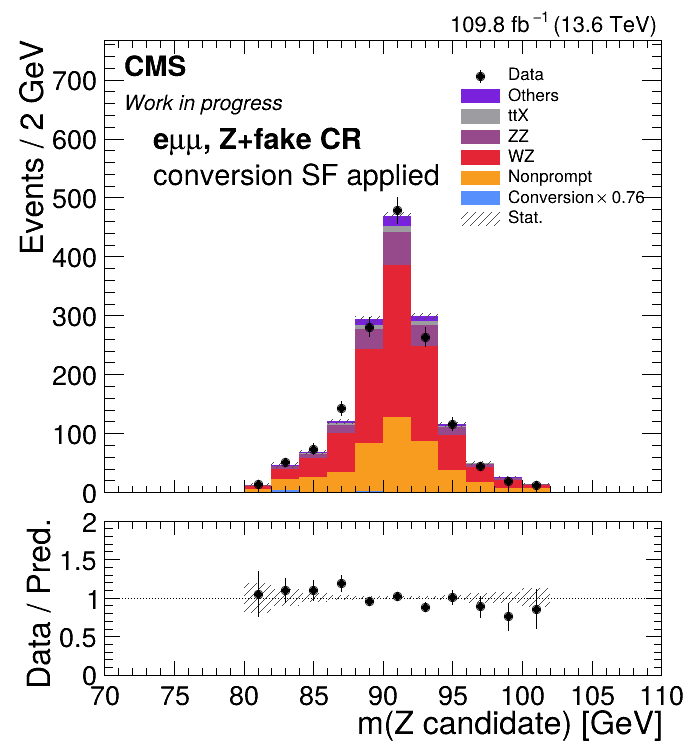 109.8 fb⁻¹ (13.6 TeV)
CMS
Work in progress
eμμ, Z+fake CR
conversion SF applied
Data
Others
ttX
ZZ
WZ
Nonprompt
Conversion × 0.76
Stat.
Events / 2 GeV
700
600
500
400
300
200
100
0
Data / Pred.
2
1.5
1
0.5
0
70 75 80 85 90 95 100 105 110
m(Z candidate) [GeV]